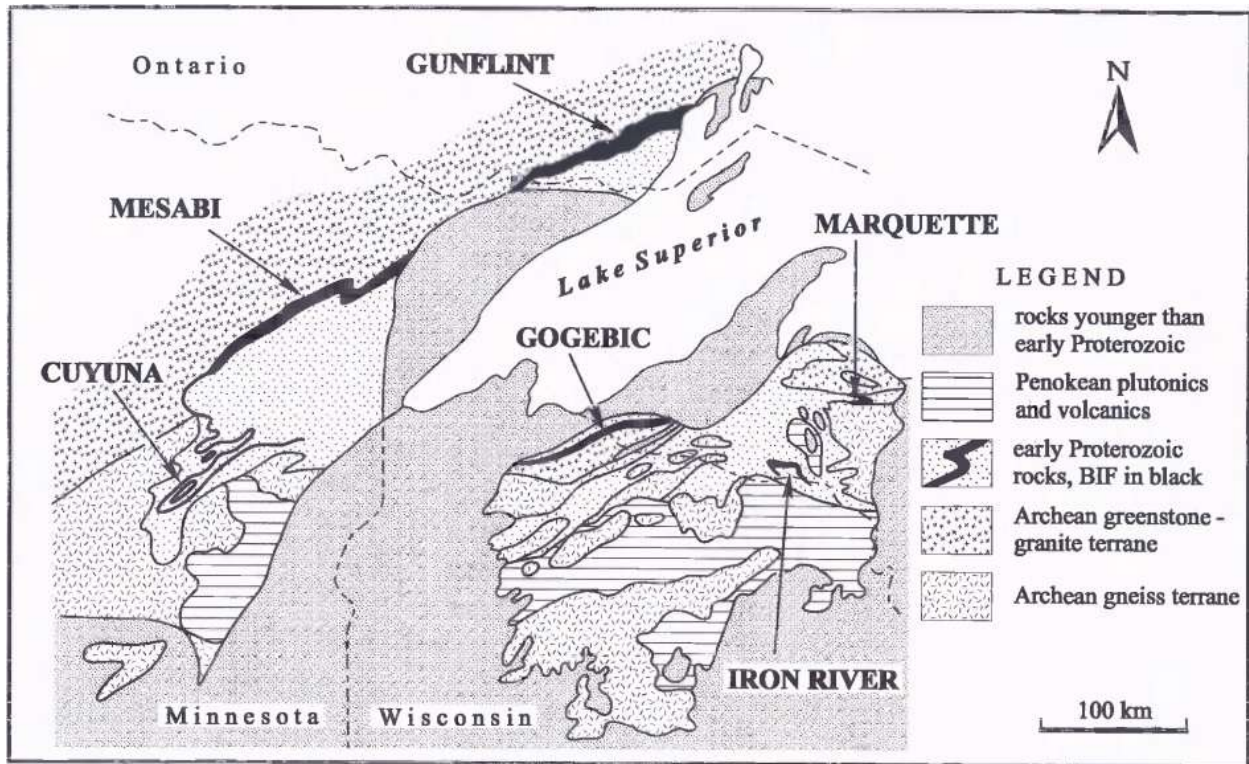 Ontario
GUNFLINT
N
MESABI
MARQUETTE
Lake Superior
LEGEND
rocks younger than
early Proterozoic
GOGEBIC
CUYUNA
Penokean plutonics
and volcanics
early Proterozoic
rocks, BIF in black
Archean greenstone -
granite terrane
Archean gneiss terrane
IRON RIVER
Minnesota
Wisconsin
100 km